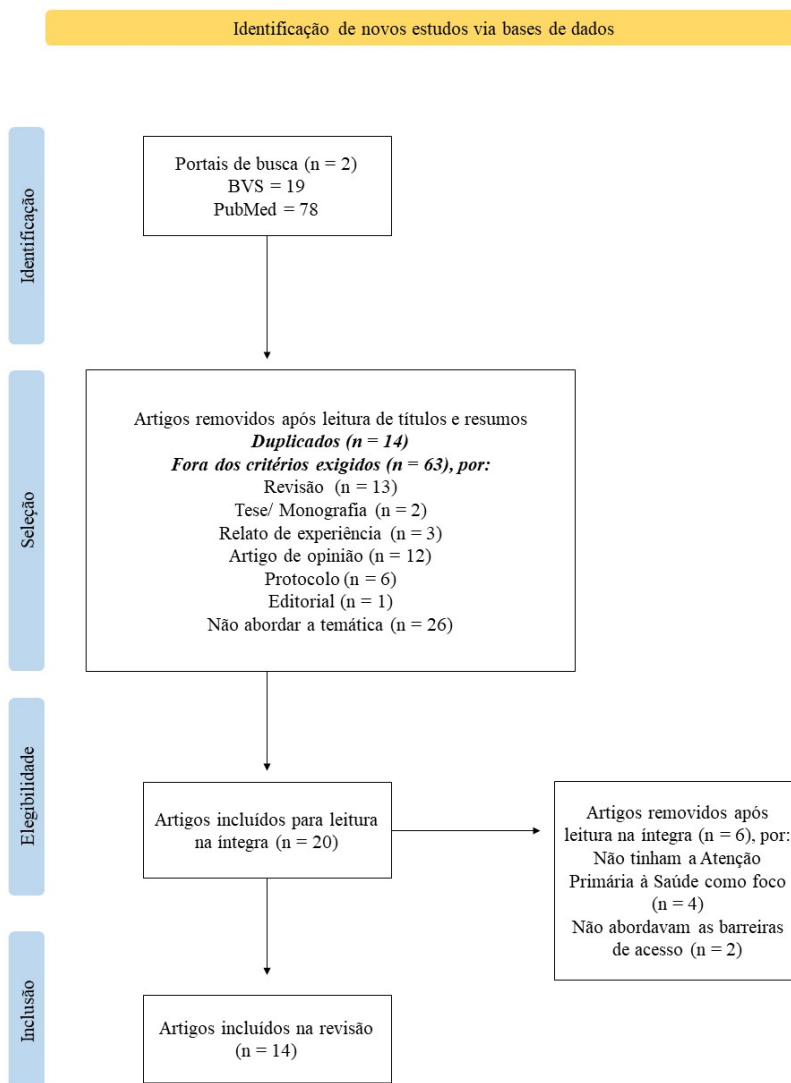 Identificação de novos estudos via bases de dados
Identificação
Portais de busca (n = 2)
BVS = 19
PubMed = 78
Seleção
Artigos removidos após leitura de títulos e resumos
Duplicados (n = 14)
Fora dos critérios exigidos (n = 63), por:
Revisão (n = 13)
Tese/ Monografia (n = 2)
Relato de experiência (n = 3)
Artigo de opinião (n = 12)
Protocolo (n = 6)
Editorial (n = 1)
Não abordar a temática (n = 26)
Elegibilidade
Artigos incluídos para leitura
na íntegra (n = 20)
Artigos removidos após
leitura na íntegra (n = 6), por:
Não tinham a Atenção
Primária à Saúde como foco
(n = 4)
Não abordavam as barreiras
de acesso (n = 2)
Inclusão
Artigos incluídos na revisão
(n = 14)